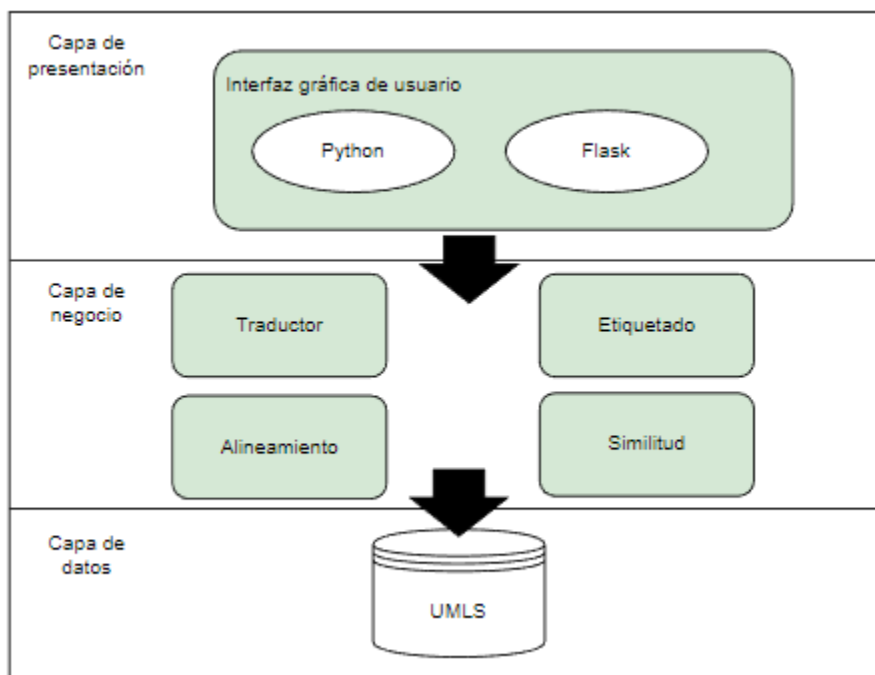 Capa de
presentación
Interfaz gráfica de usuario
Python
Flask
Capa de
negocio
Traductor
Etiquetado
Alineamiento
Similitud
Capa de
datos
UMLS